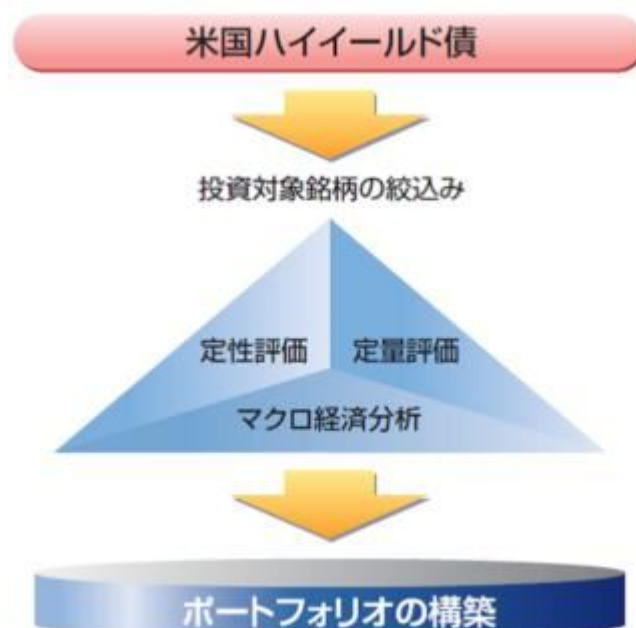 米国ハイイールド債
投資対象銘柄の絞込み
定性評価 定量評価
マクロ経済分析
ポートフォリオの構築